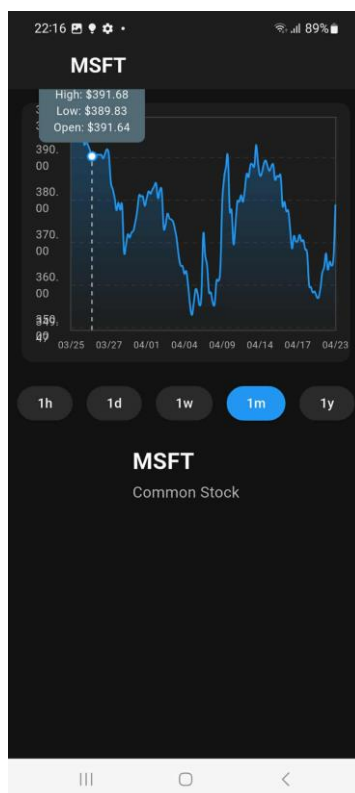 22:16 89%
MSFT
High: $391.68
Low: $389.83
Open: $391.64
390.
00
380.
00
370.
00
360.
00
03/25 03/27 04/01 04/04 04/09 04/14 04/17 04/23
1h 1d 1w 1m 1y
MSFT
Common Stock